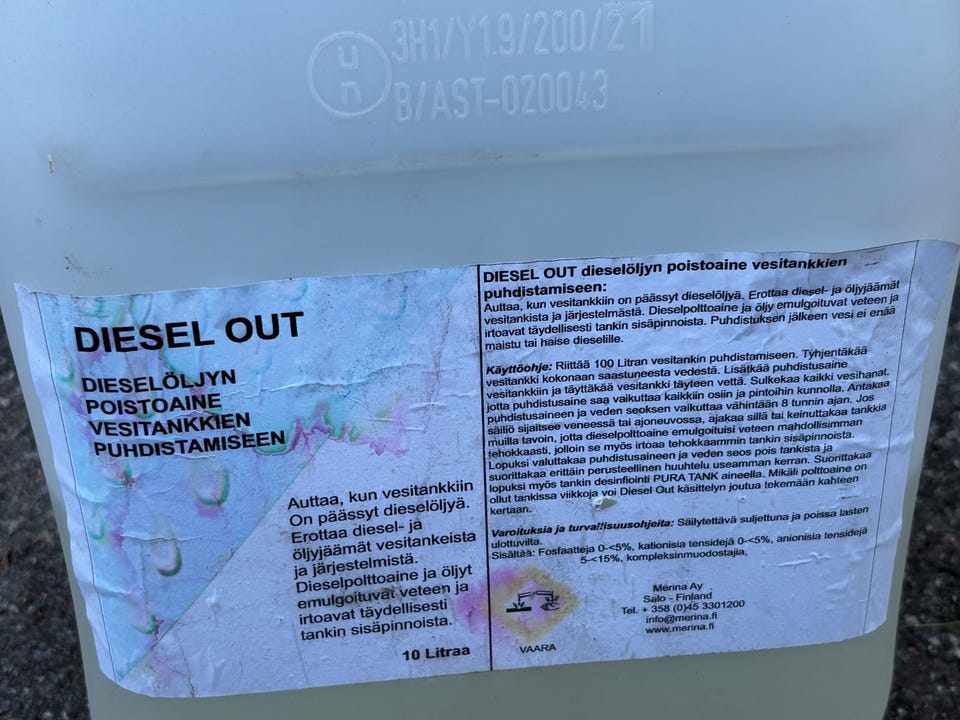 un
3H1/Y1.9/200/21
B/AST-020043
DIESEL OUT
DIESELÖLJYN
POISTOAINE
VESITANKKIEN
PUHDISTAMISEEN
Auttaa, kun vesitankkiin
On päässyt dieselöljyä.
Erottaa diesel- ja
öljyjäämät vesitankeista
ja järjestelmistä.
Dieselpolttoaine ja öljyt
emulgoituvat veteen ja
irtoavat täydellisesti
tankin sisäpinnoista.
10 Litraa
DIESEL OUT dieselöljyn poistoaine vesitankkien
puhdistamiseen:
Auttaa, kun vesitankkiin on päässyt dieselöljyä. Erottaa diesel- ja öljyjäämät
vesitankista ja järjestelmästä. Dieselpolttoaine ja öljy emulgoituvat veteen ja
irtoavat täydellisesti tankin sisäpinnoista. Puhdistuksen jälkeen vesi ei enää
maistu tai haise dieselille.
Käyttöohje: Riittää 100 Litran vesitankin puhdistamiseen. Tyhjentäkää
vesitankki kokonaan saastuneesta vedestä. Lisätkää puhdistusaine
vesitankkiin ja täyttäkää vesitankki täyteen vettä. Sulkekaa kaikki vesihanat,
jotta puhdistusaine saa vaikuttaa kaikkiin osiin ja pintoihin kunnolla. Antakaa
puhdistusaineen ja veden seoksen vaikuttaa vähintään 8 tunnin ajan. Jos
säiliö sijaitsee veneessä tai ajoneuvossa, ajakaa sillä tai keinuttakaa tankkia
muilla tavoin, jotta dieselpolttoaine emulgoituisi veteen mahdollisimman
tehokkaasti, jolloin se myös irtoaa tehokkaammin tankin sisäpinnoista.
Lopuksi valuttakaa puhdistusaineen ja veden seos pois tankista ja
suorittakaa erittäin perusteellinen huuhtelu useamman kerran. Suorittakaa
lopuksi myös tankin desinfiointi PURA TANK aineella. Mikäli polttoaine on
ollut tankissa viikkoja voi Diesel Out käsittelyn joutua tekemään kahteen
kertaan.
Varoituksia ja turvallisuusohjeita: Säilytettävä suljettuna ja poissa lasten
ulottuvilta.
Sisältää: Fosfaatteja 0-<5%, kationisia tensidejä 0-<5%, anionisia tensidejä
5-<15%, kompleksinmuodostajia,
VAARA
Merina Ay
Salo - Finland
Tel. + 358 (0)45 3301200
info@merina.fi
www.merina.fi